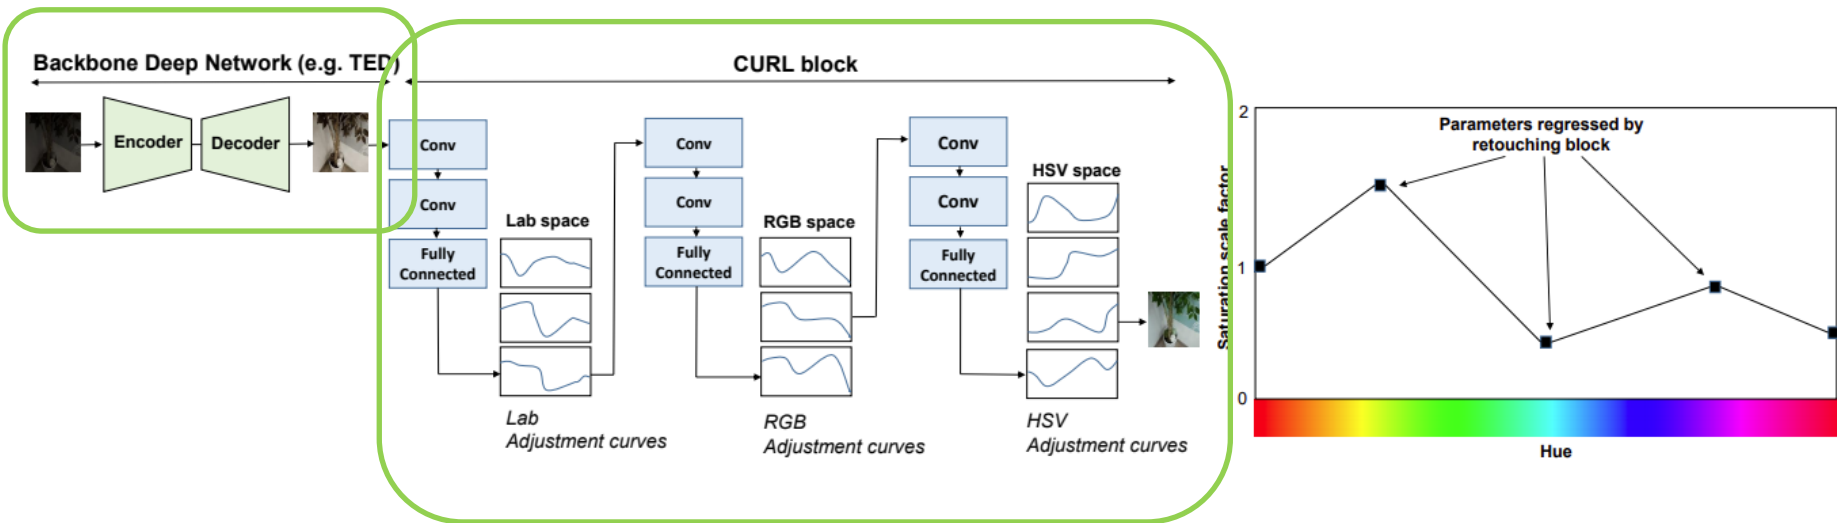 Backbone Deep Network (e.g. TED)
CURL block
Encoder
Decoder
Conv
Conv
Fully
Connected
Lab space
Lab
Adjustment curves
Conv
Conv
Fully
Connected
RGB space
RGB
Adjustment curves
Conv
Conv
Fully
Connected
HSV space
HSV
Adjustment curves
Saturation scale factor
2
1
0
Parameters regressed by
retouching block
Hue